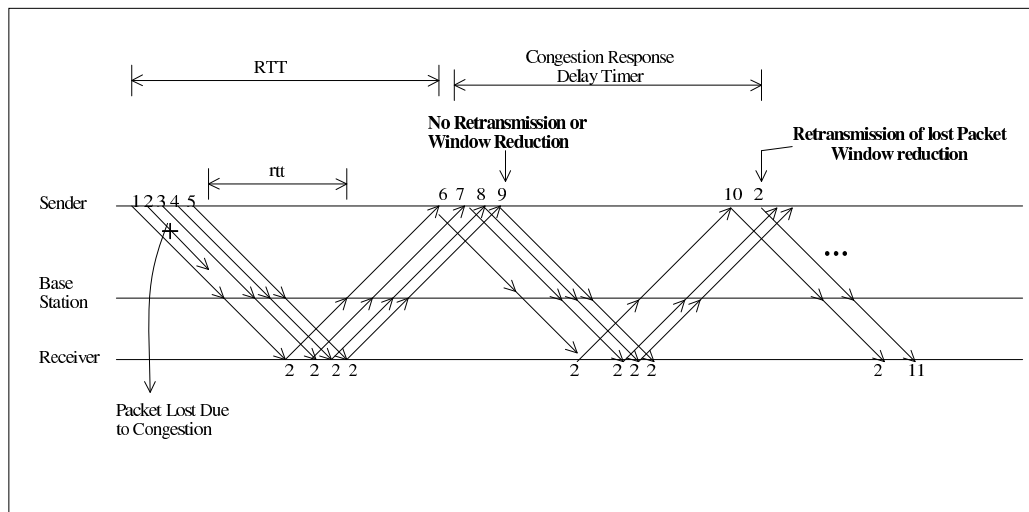 RTT
Congestion Response
Delay Timer
No Retransmission or
Window Reduction
Retransmission of lost Packet
Window reduction
rtt
Sender
1 2 3 4 5
6 7 8 9
10 2
...
Base
Station
Receiver
2 2 2 2
2 2 2 2
2 11
Packet Lost Due
to Congestion